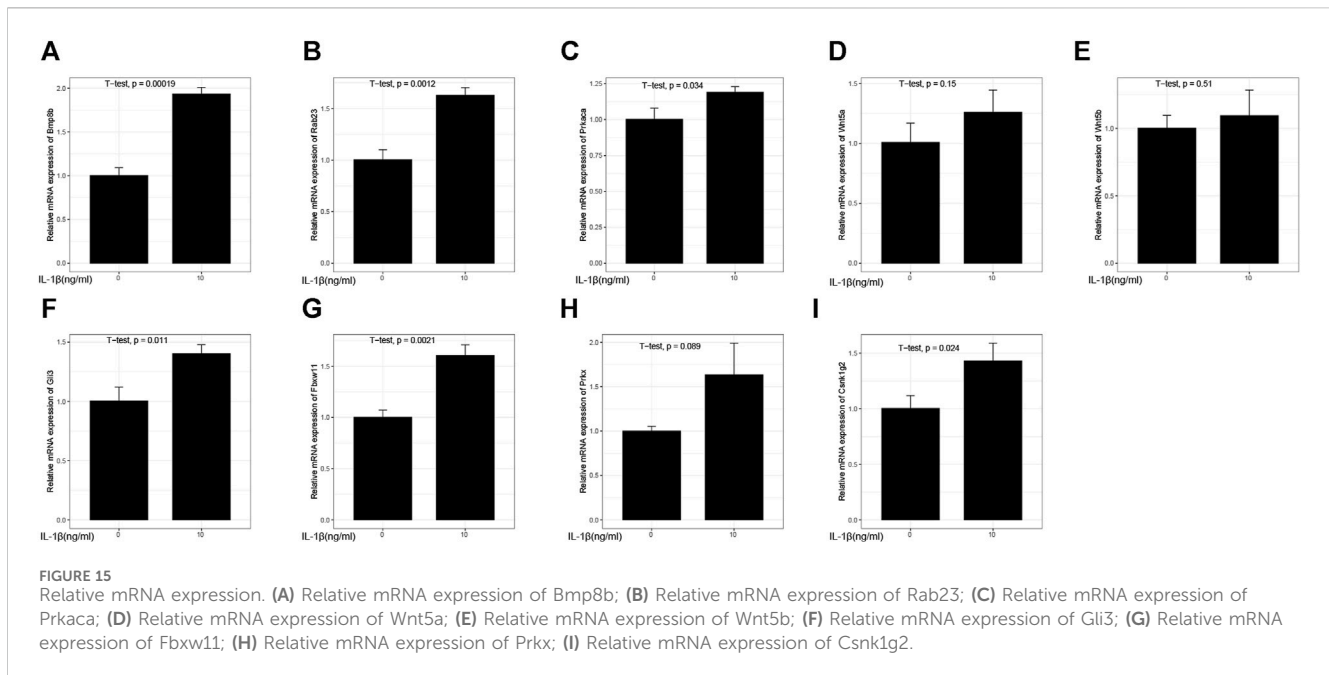 A
T-test, p = 0.00019
Relative mRNA expression of Bmp8b
2.0
1.5
1.0
0.5
0.0
IL-1β(ng/ml)
0
10
B
T-test, p = 0.0012
Relative mRNA expression of Rab23
1.5
1.0
0.5
0.0
IL-1β(ng/ml)
0
10
C
T-test, p = 0.034
Relative mRNA expression of Prkaca
1.25
1.00
0.75
0.50
0.25
0.00
IL-1β(ng/ml)
0
10
D
T-test, p = 0.15
Relative mRNA expression of Wnt5a
1.5
1.0
0.5
0.0
IL-1β(ng/ml)
0
10
E
T-test, p = 0.51
Relative mRNA expression of Wnt5b
1.0
0.5
0.0
IL-1β(ng/ml)
0
10
F
T-test, p = 0.011
Relative mRNA expression of Gli3
1.5
1.0
0.5
0.0
IL-1β(ng/ml)
0
10
G
T-test, p = 0.0021
Relative mRNA expression of Fbxw11
1.5
1.0
0.5
0.0
IL-1β(ng/ml)
0
10
H
T-test, p = 0.089
Relative mRNA expression of Prkx
2.0
1.5
1.0
0.5
0.0
IL-1β(ng/ml)
0
10
I
T-test, p = 0.024
Relative mRNA expression of Csnk1g2
1.5
1.0
0.5
0.0
IL-1β(ng/ml)
0
10
FIGURE 15
Relative mRNA expression. (A) Relative mRNA expression of Bmp8b; (B) Relative mRNA expression of Rab23; (C) Relative mRNA expression of
Prkaca; (D) Relative mRNA expression of Wnt5a; (E) Relative mRNA expression of Wnt5b; (F) Relative mRNA expression of Gli3; (G) Relative mRNA
expression of Fbxw11; (H) Relative mRNA expression of Prkx; (I) Relative mRNA expression of Csnk1g2.